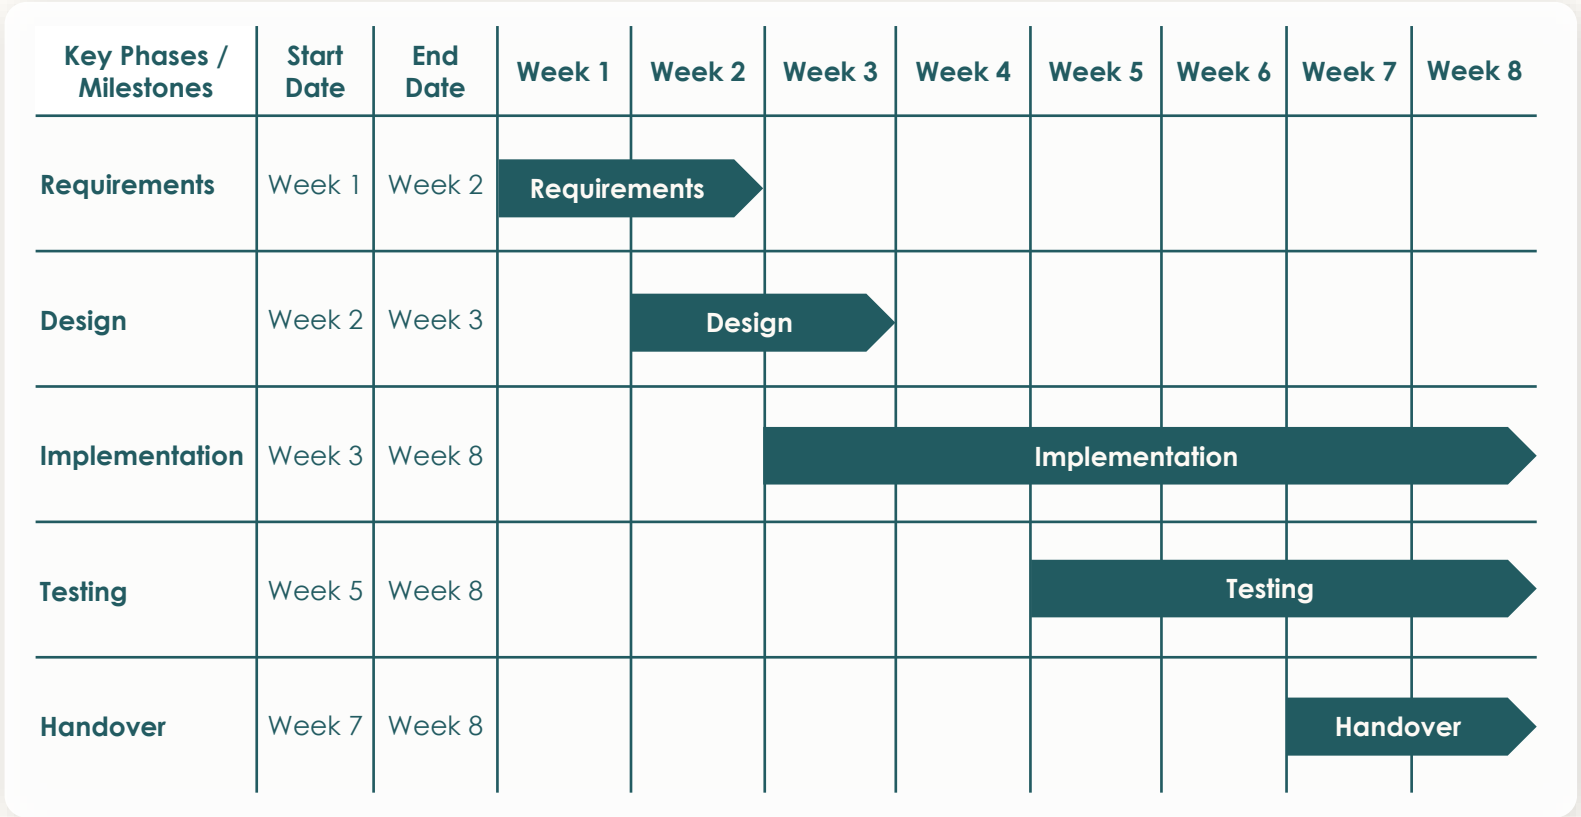 Key Phases / Milestones
Start Date
End Date
Week 1
Week 2
Week 3
Week 4
Week 5
Week 6
Week 7
Week 8
Requirements
Week 1
Week 2
Requirements
Design
Week 2
Week 3
Design
Implementation
Week 3
Week 8
Implementation
Testing
Week 5
Week 8
Testing
Handover
Week 7
Week 8
Handover